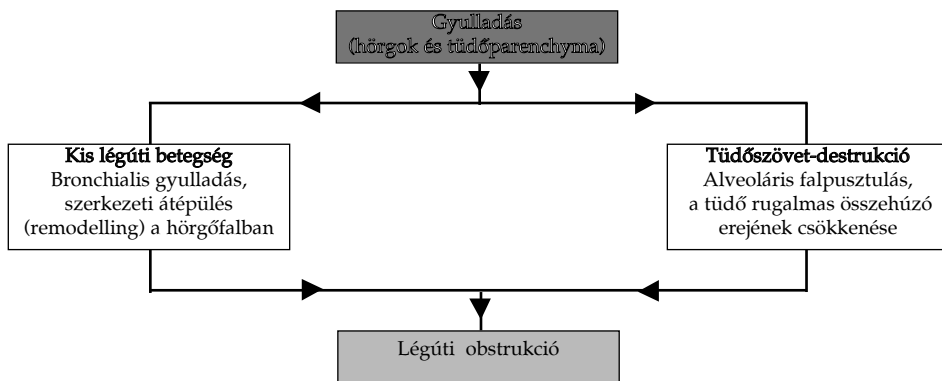 Gyulladás
(hörgok és tüdőparenchyma)
Kis légúti betegség
Bronchialis gyulladás,
szerkezeti átépülés
(remodelling) a hörgőfalban
Tüdőszövet-destrukció
Alveoláris falpusztulás,
a tüdő rugalmas összehúzó
erejének csökkenése
Légúti obstrukció